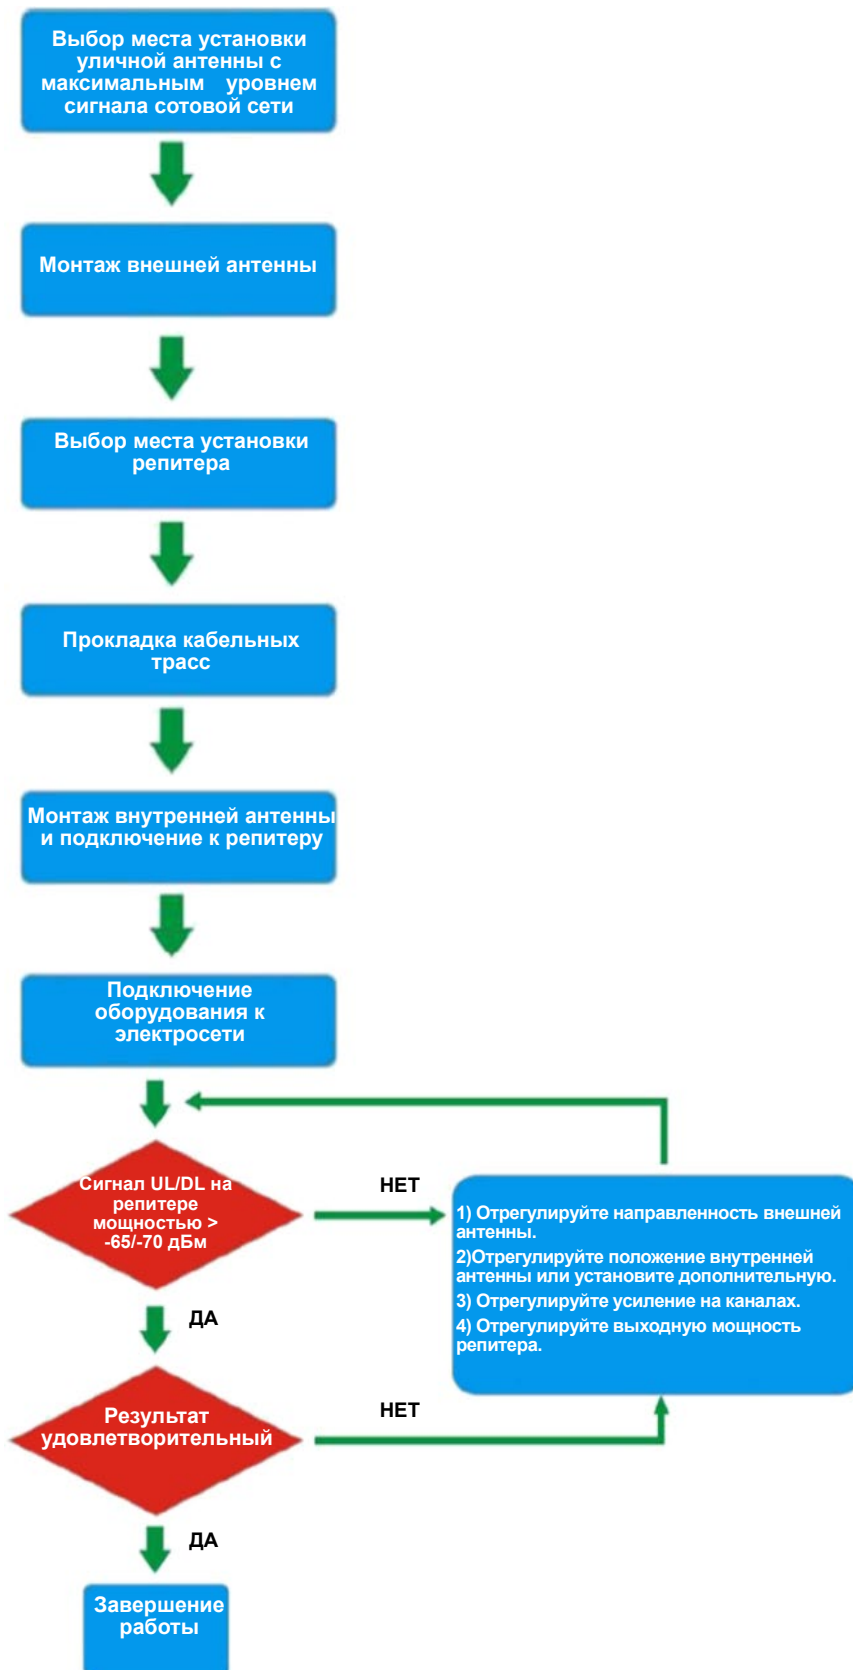 Выбор места установки
уличной антенны с
максимальным уровнем
сигнала сотовой сети
Монтаж внешней антенны
Выбор места установки
репитера
Прокладка кабельных
трасс
Монтаж внутренней антенны
и подключение к репитеру
Подключение
оборудования к
электросети
Сигнал UL/DL на
репитере
мощностью >
-65/-70 дБм
НЕТ
1) Отрегулируйте направленность внешней
антенны.
2)Отрегулируйте положение внутренней
антенны или установите дополнительную.
3) Отрегулируйте усиление на каналах.
4) Отрегулируйте выходную мощность
репитера.
ДА
Результат
удовлетворительный
НЕТ
ДА
Завершение
работы